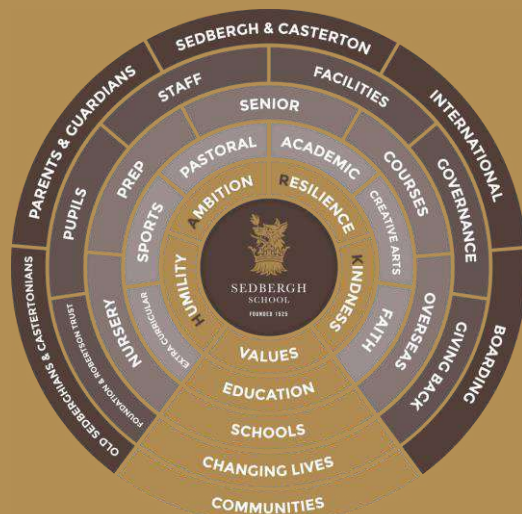 SEDBERGH & CASTERTON
PARENTS & GUARDIANS
INTERNATIONAL
OLD SEDBERGHIANS & CASTERTONIANS
BOARDING
STAFF
FACILITIES
PUPILS
GOVERNANCE
FOUNDATION & ROBERTSON TRUST
GIVING BACK
SENIOR
PREP
COURSES
NURSERY
OVERSEAS
PASTORAL
ACADEMIC
SPORTS
CREATIVE ARTS
EXTRA CURRICULAR
FAITH
AMBITION
RESILIENCE
HUMILITY
KINDNESS
SEDBERGH
SCHOOL
FOUNDED 1525
VALUES
EDUCATION
SCHOOLS
CHANGING LIVES
COMMUNITIES